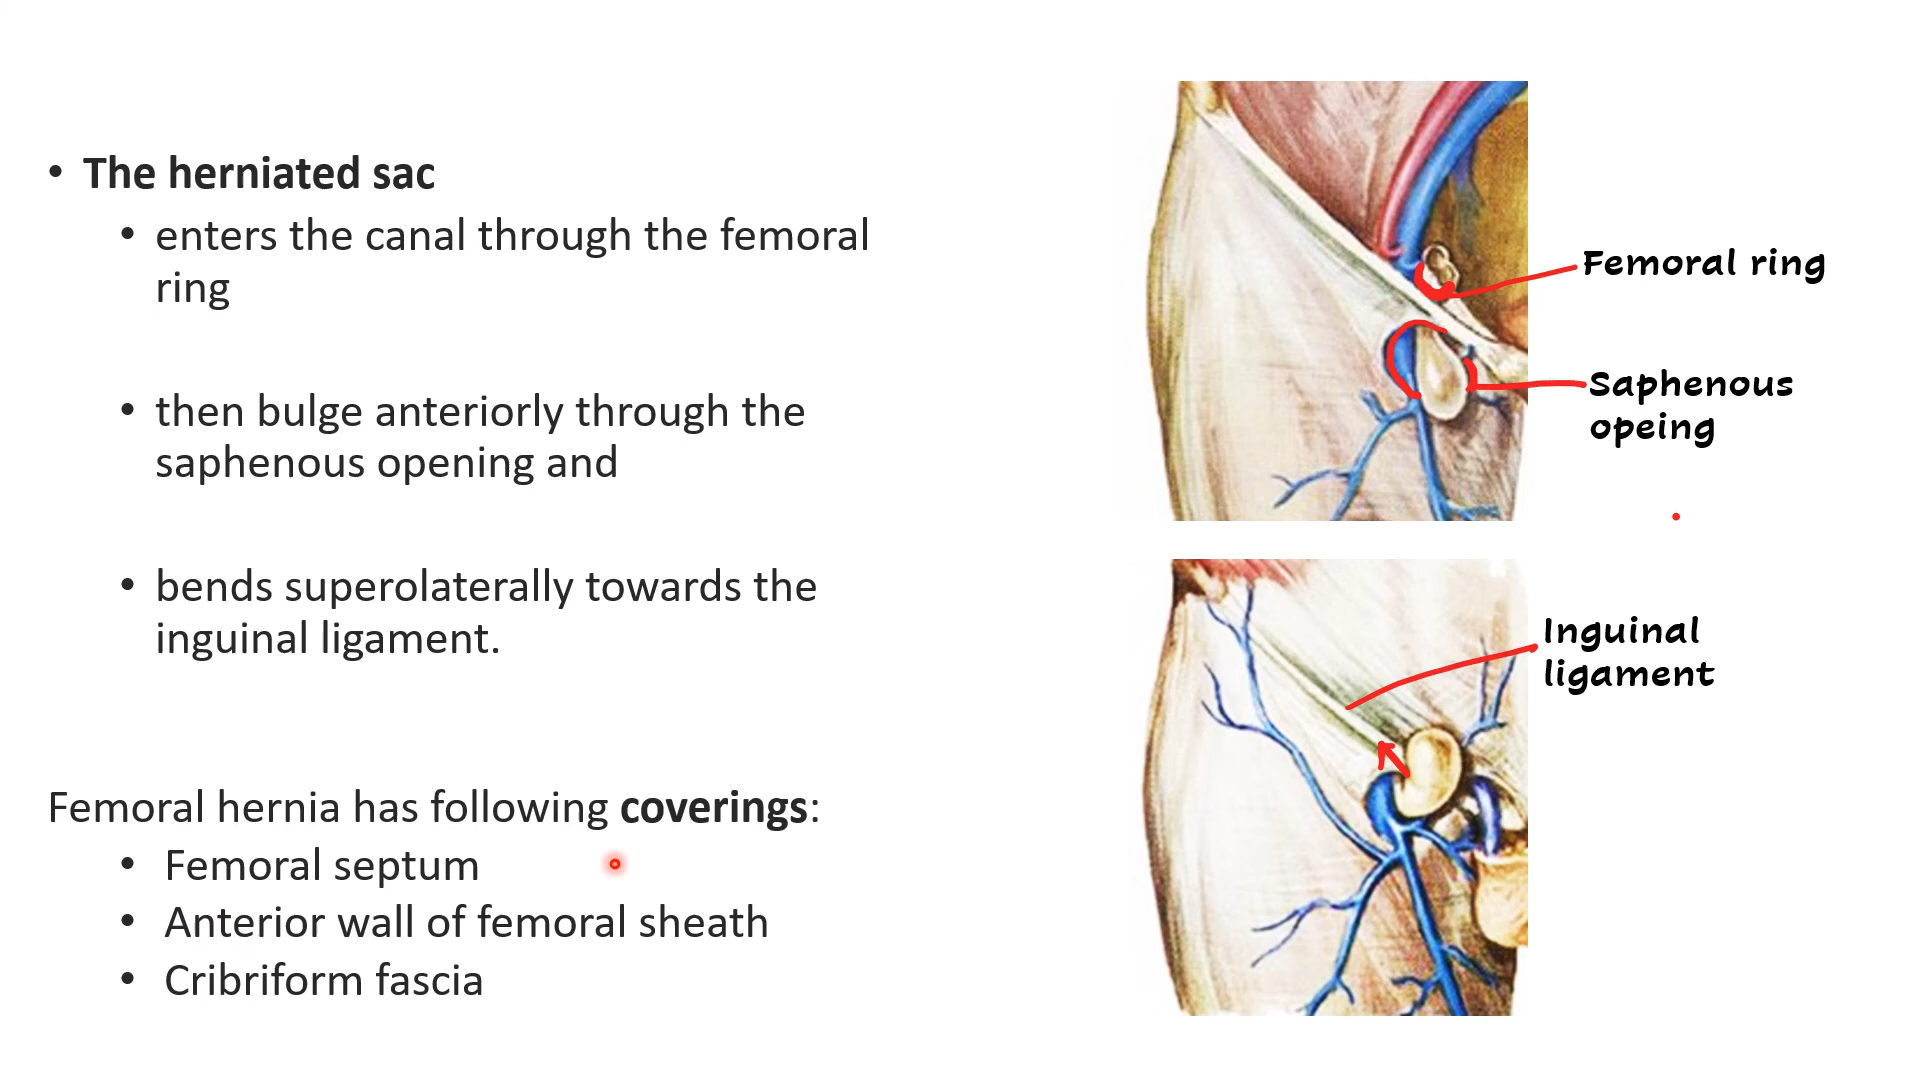 • The herniated sac
• enters the canal through the femoral
ring
• then bulge anteriorly through the
saphenous opening and
• bends superolaterally towards the
inguinal ligament.
Femoral hernia has following coverings:
• Femoral septum
• Anterior wall of femoral sheath
• Cribriform fascia
Femoral ring
Saphenous
opeing
Inguinal
ligament